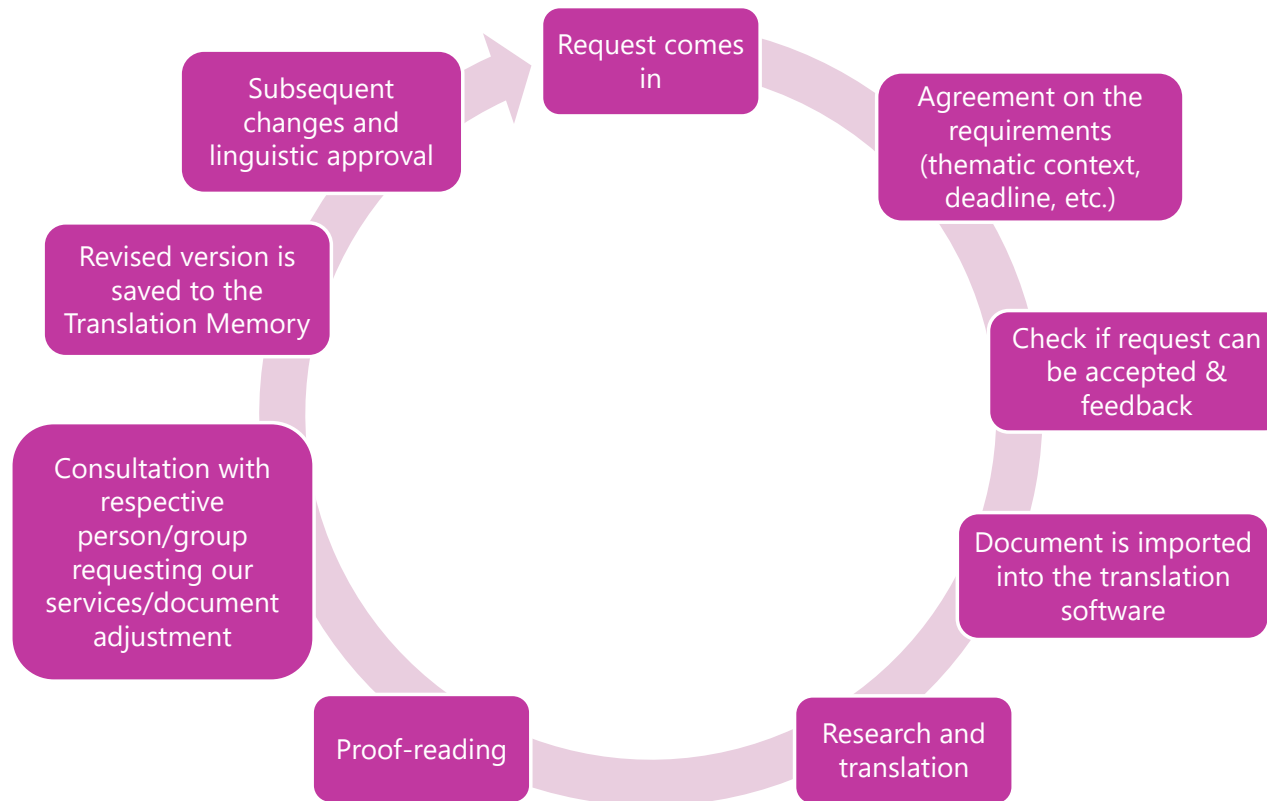 Request comes
in
Agreement on the
requirements
(thematic context,
deadline, etc.)
Check if request can
be accepted &
feedback
Document is imported
into the translation
software
Research and
translation
Proof-reading
Consultation with
respective
person/group
requesting our
services/document
adjustment
Revised version is
saved to the
Translation Memory
Subsequent
changes and
linguistic approval